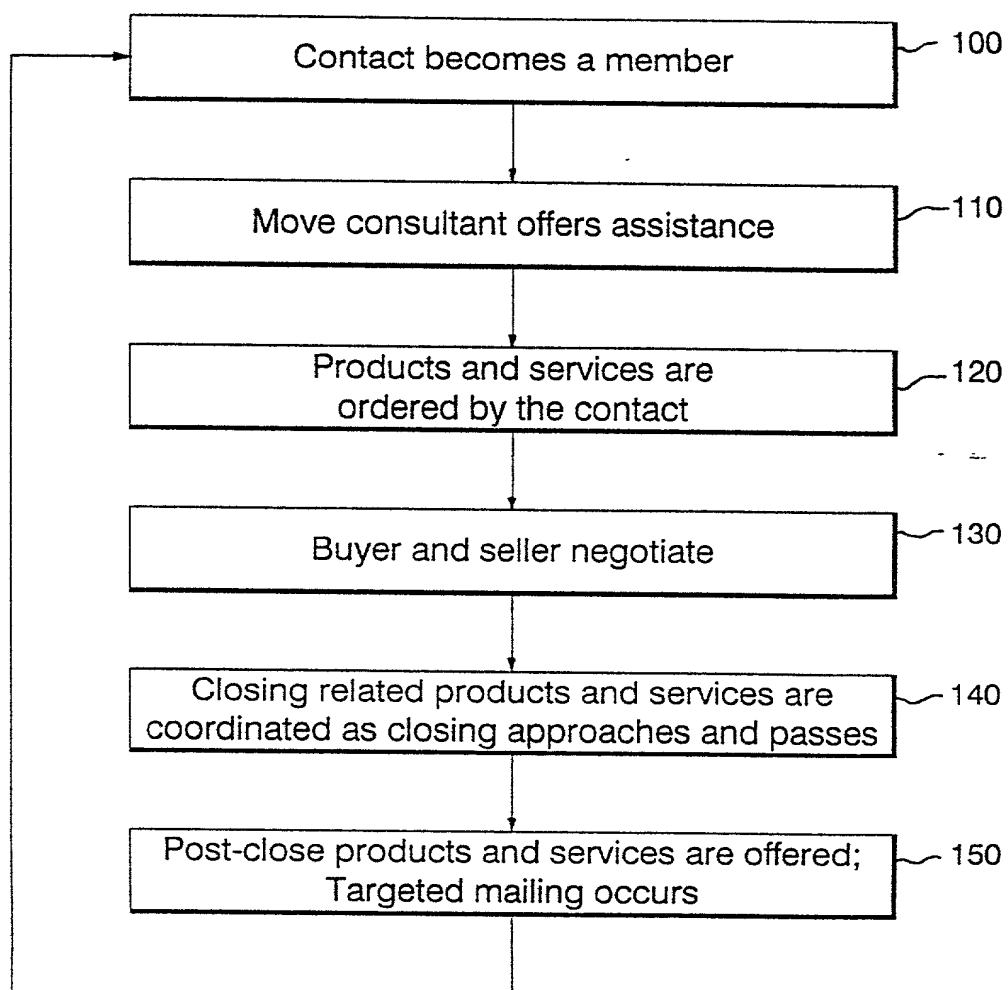 Contact becomes a member
100
Move consultant offers assistance
110
Products and services are
ordered by the contact
120
Buyer and seller negotiate
130
Closing related products and services are
coordinated as closing approaches and passes
140
Post-close products and services are offered;
Targeted mailing occurs
150